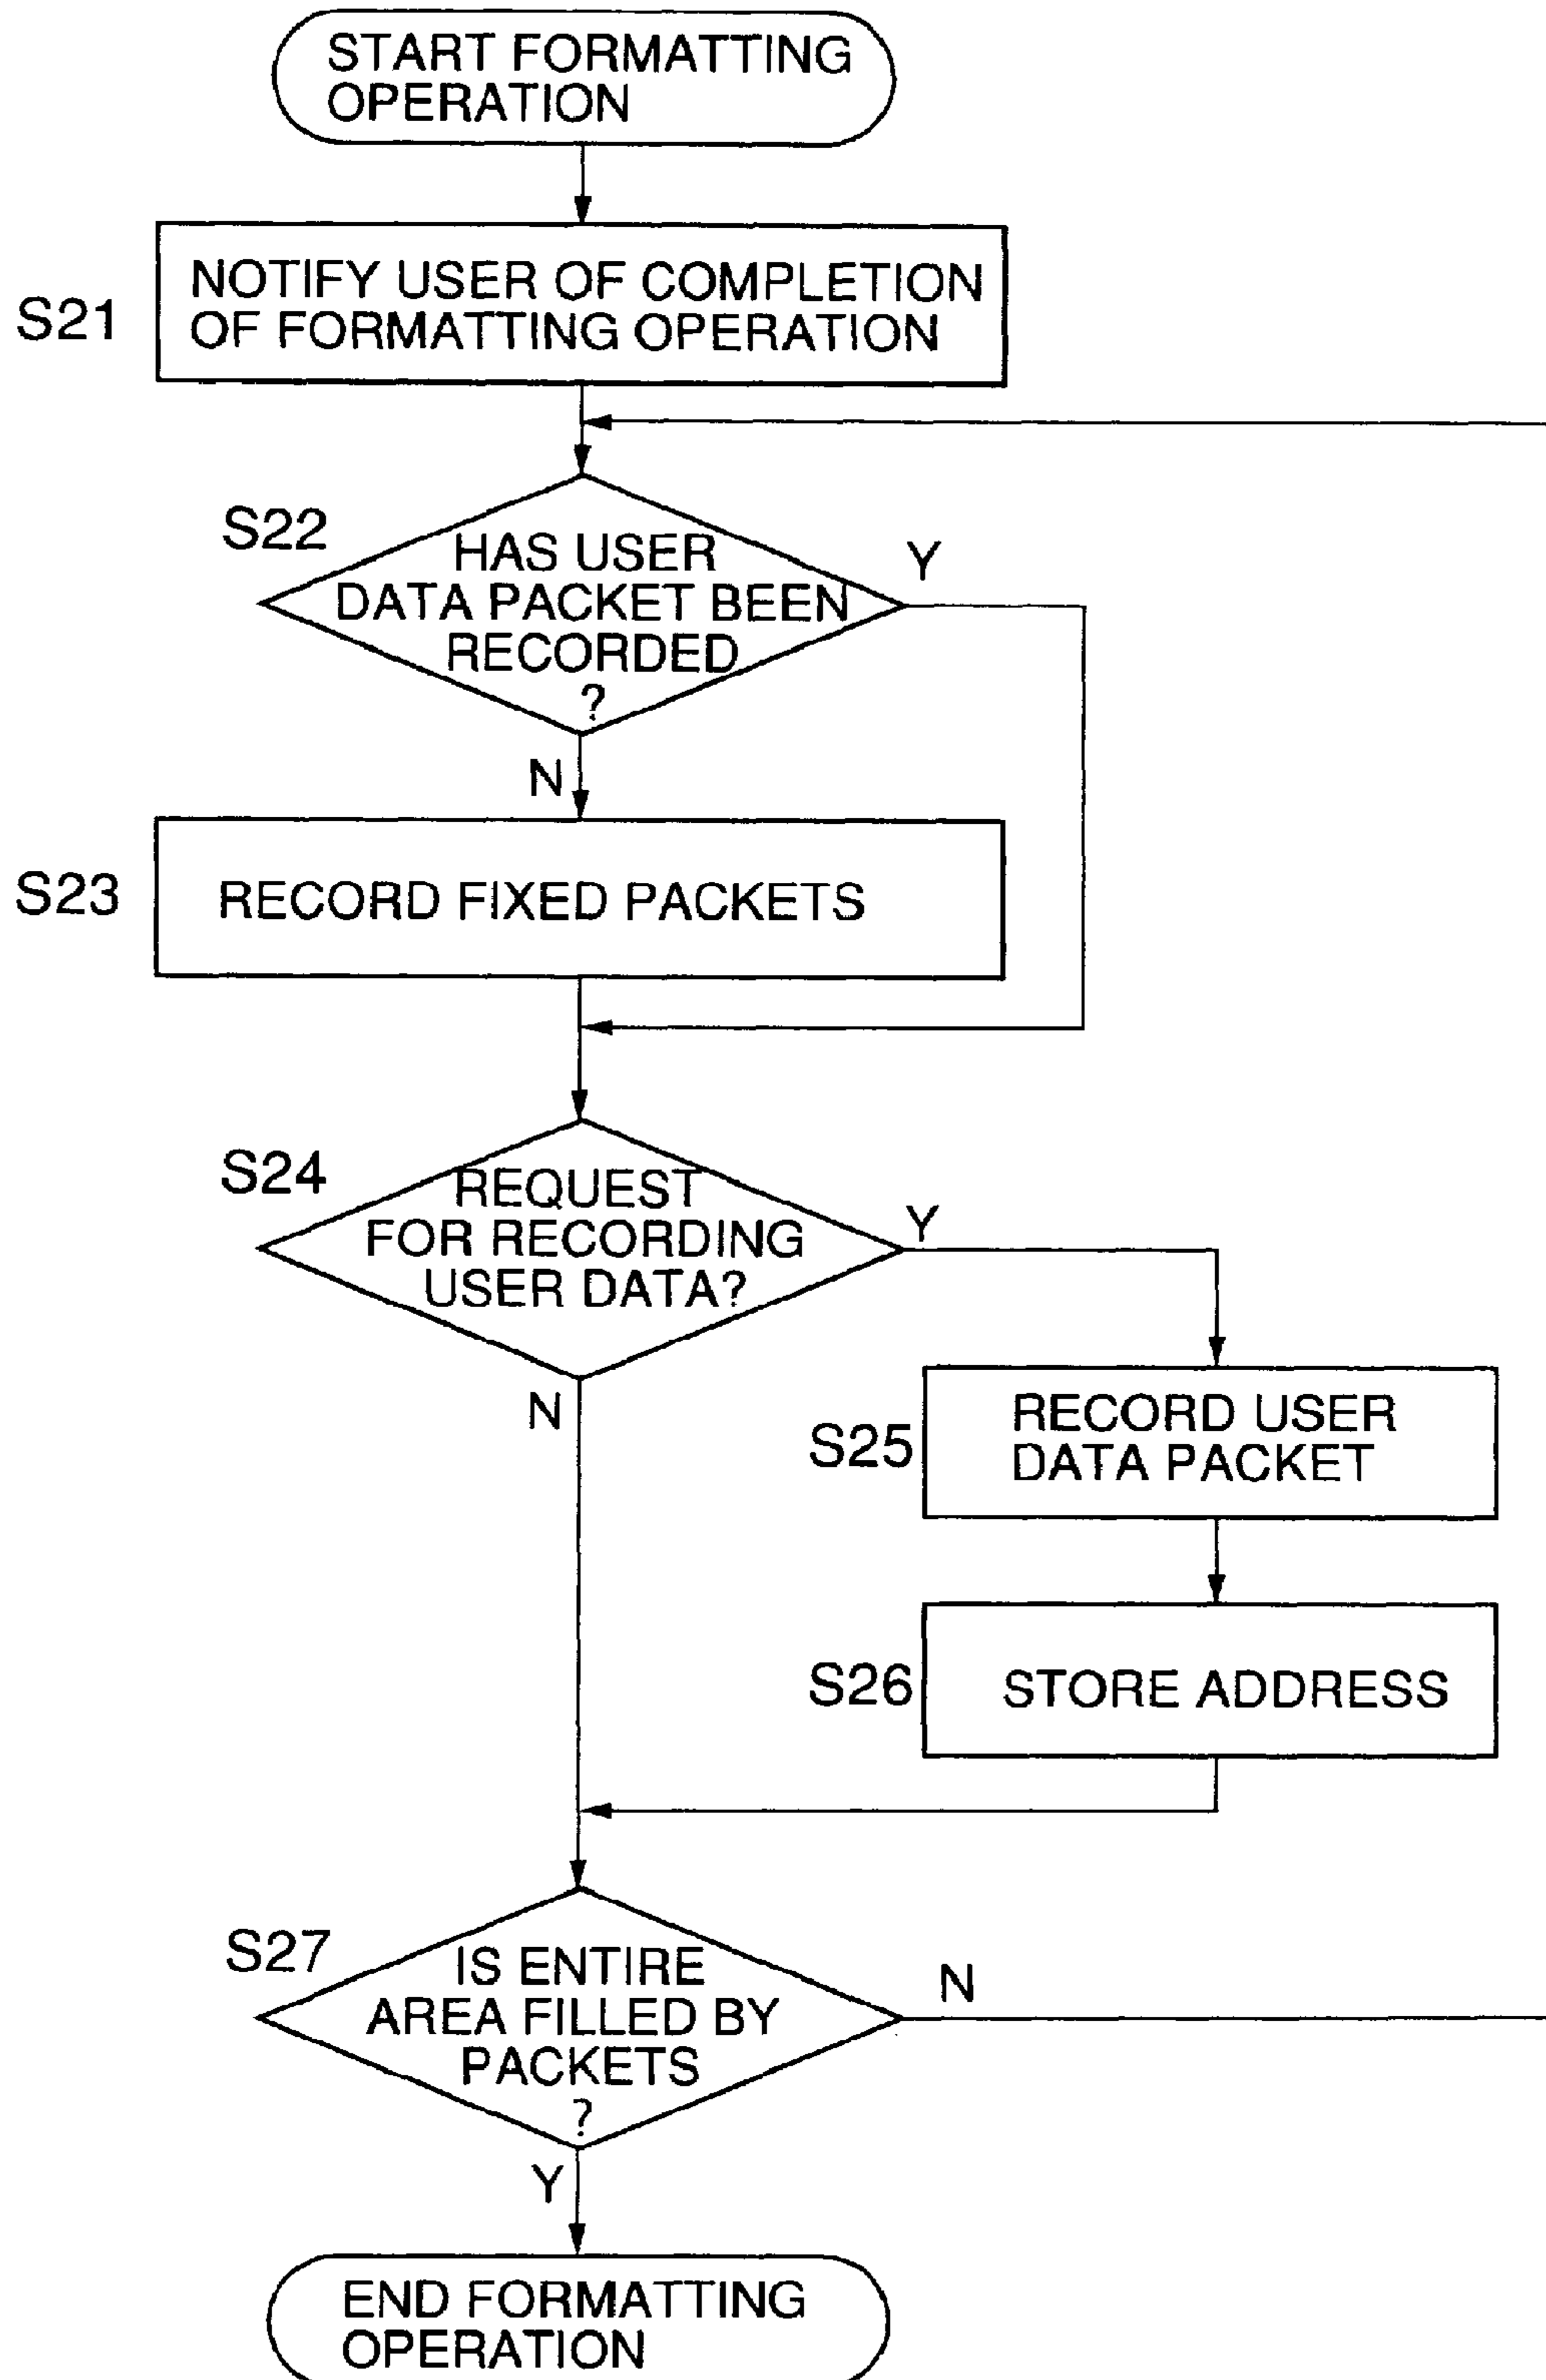 START FORMATTING
OPERATION
S21
NOTIFY USER OF COMPLETION
OF FORMATTING OPERATION
S22
HAS USER
DATA PACKET BEEN
RECORDED
?
Y
N
S23
RECORD FIXED PACKETS
S24
REQUEST
FOR RECORDING
USER DATA?
Y
N
S25
RECORD USER
DATA PACKET
S26
STORE ADDRESS
S27
IS ENTIRE
AREA FILLED BY
PACKETS
?
N
Y
END FORMATTING
OPERATION